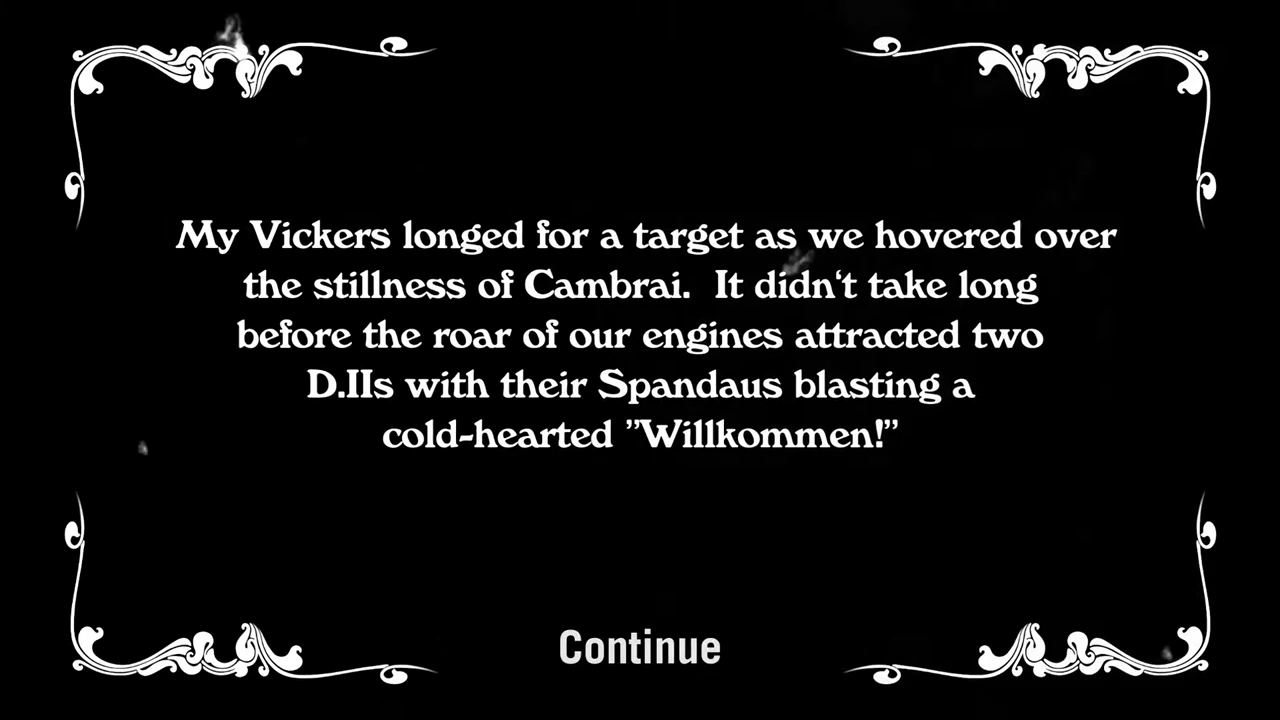 My Vickers longed for a target as we hovered over
the stillness of Cambrai.  It didn‘t take long
before the roar of our engines attracted two
D.IIs with their Spandaus blasting a
cold-hearted ”Willkommen!”
Continue